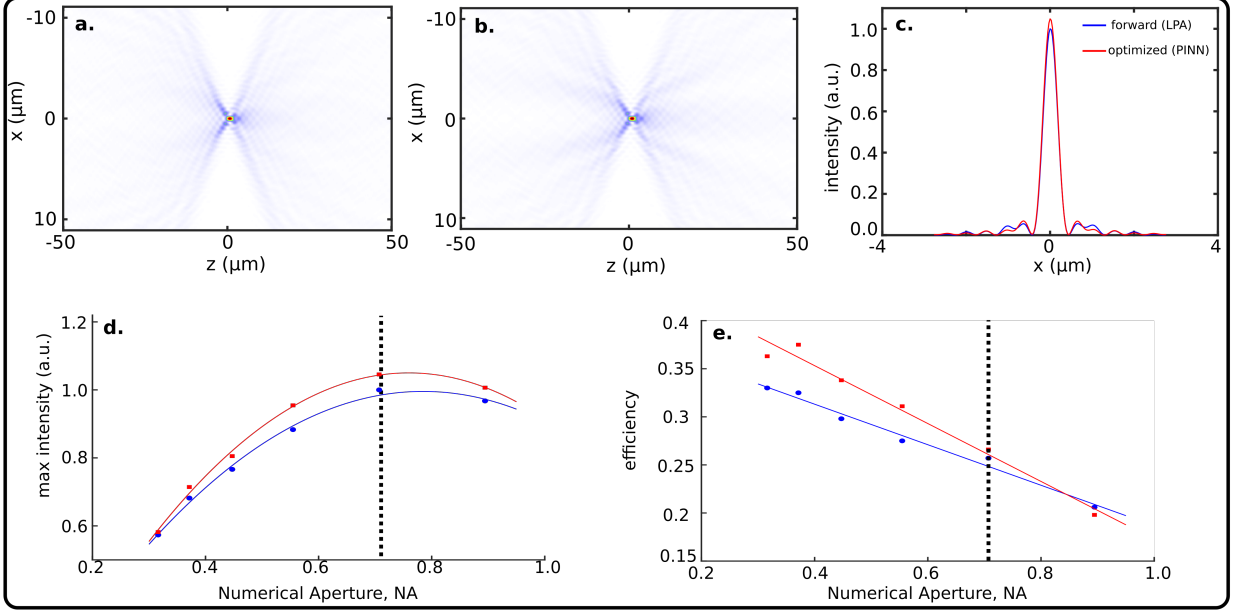 a.
-10
0
10
x (μm)
-50
0
50
z (μm)
b.
-10
0
10
x (μm)
-50
0
50
z (μm)
c.
forward (LPA)
optimized (PINN)
1.0
0.8
0.6
0.4
0.2
0.0
intensity (a.u.)
-4
0
4
x (μm)
d.
1.2
1.0
0.8
0.6
max intensity (a.u.)
0.2
0.4
0.6
0.8
1.0
Numerical Aperture, NA
e.
0.4
0.35
0.3
0.25
0.2
0.15
efficiency
0.2
0.4
0.6
0.8
1.0
Numerical Aperture, NA